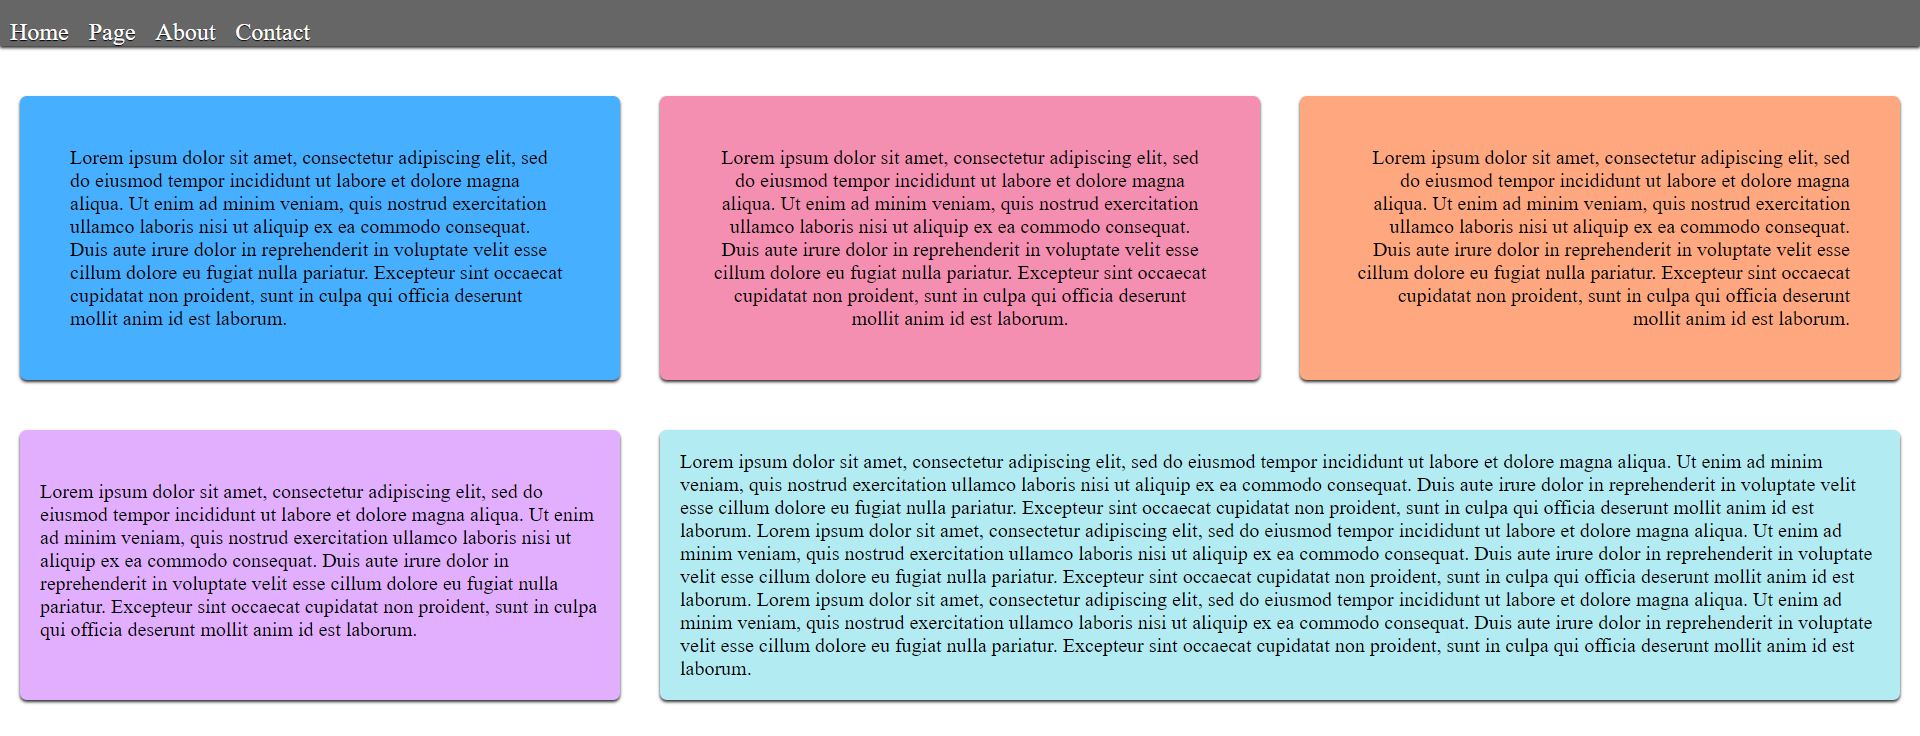 Home Page About Contact
Lorem ipsum dolor sit amet, consectetur adipiscing elit, sed
do eiusmod tempor incididunt ut labore et dolore magna
aliqua. Ut enim ad minim veniam, quis nostrud exercitation
ullamco laboris nisi ut aliquip ex ea commodo consequat.
Duis aute irure dolor in reprehenderit in voluptate velit esse
cillum dolore eu fugiat nulla pariatur. Excepteur sint occaecat
cupidatat non proident, sunt in culpa qui officia deserunt
mollit anim id est laborum.
Lorem ipsum dolor sit amet, consectetur adipiscing elit, sed
do eiusmod tempor incididunt ut labore et dolore magna
aliqua. Ut enim ad minim veniam, quis nostrud exercitation
ullamco laboris nisi ut aliquip ex ea commodo consequat.
Duis aute irure dolor in reprehenderit in voluptate velit esse
cillum dolore eu fugiat nulla pariatur. Excepteur sint occaecat
cupidatat non proident, sunt in culpa qui officia deserunt
mollit anim id est laborum.
Lorem ipsum dolor sit amet, consectetur adipiscing elit, sed
do eiusmod tempor incididunt ut labore et dolore magna
aliqua. Ut enim ad minim veniam, quis nostrud exercitation
ullamco laboris nisi ut aliquip ex ea commodo consequat.
Duis aute irure dolor in reprehenderit in voluptate velit esse
cillum dolore eu fugiat nulla pariatur. Excepteur sint occaecat
cupidatat non proident, sunt in culpa qui officia deserunt
mollit anim id est laborum.
Lorem ipsum dolor sit amet, consectetur adipiscing elit, sed do
eiusmod tempor incididunt ut labore et dolore magna aliqua. Ut enim
ad minim veniam, quis nostrud exercitation ullamco laboris nisi ut
aliquip ex ea commodo consequat. Duis aute irure dolor in
reprehenderit in voluptate velit esse cillum dolore eu fugiat nulla
pariatur. Excepteur sint occaecat cupidatat non proident, sunt in culpa
qui officia deserunt mollit anim id est laborum.
Lorem ipsum dolor sit amet, consectetur adipiscing elit, sed do eiusmod tempor incididunt ut labore et dolore magna aliqua. Ut enim ad minim
veniam, quis nostrud exercitation ullamco laboris nisi ut aliquip ex ea commodo consequat. Duis aute irure dolor in reprehenderit in voluptate velit
esse cillum dolore eu fugiat nulla pariatur. Excepteur sint occaecat cupidatat non proident, sunt in culpa qui officia deserunt mollit anim id est
laborum. Lorem ipsum dolor sit amet, consectetur adipiscing elit, sed do eiusmod tempor incididunt ut labore et dolore magna aliqua. Ut enim ad
minim veniam, quis nostrud exercitation ullamco laboris nisi ut aliquip ex ea commodo consequat. Duis aute irure dolor in reprehenderit in voluptate
velit esse cillum dolore eu fugiat nulla pariatur. Excepteur sint occaecat cupidatat non proident, sunt in culpa qui officia deserunt mollit anim id est
laborum. Lorem ipsum dolor sit amet, consectetur adipiscing elit, sed do eiusmod tempor incididunt ut labore et dolore magna aliqua. Ut enim ad
minim veniam, quis nostrud exercitation ullamco laboris nisi ut aliquip ex ea commodo consequat. Duis aute irure dolor in reprehenderit in voluptate
velit esse cillum dolore eu fugiat nulla pariatur. Excepteur sint occaecat cupidatat non proident, sunt in culpa qui officia deserunt mollit anim id est
laborum.